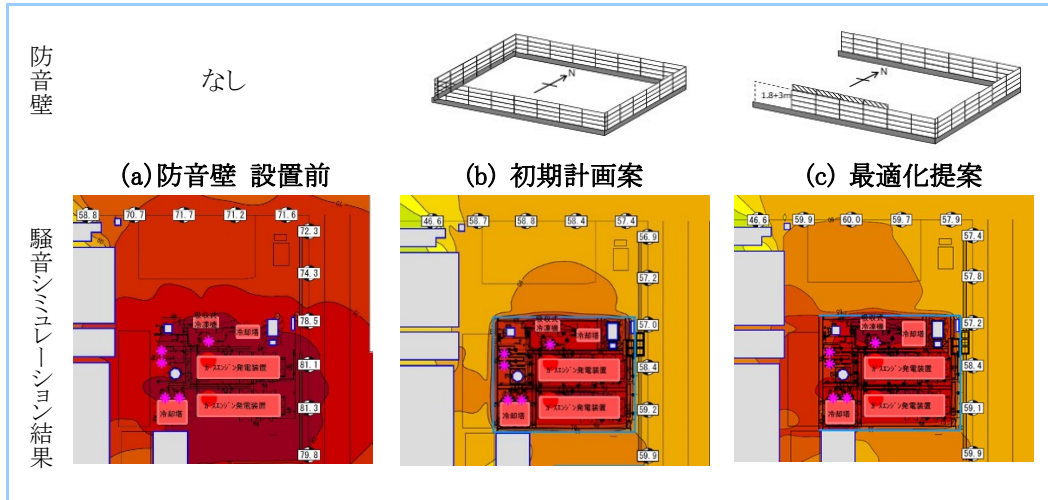 防音壁
なし
N
N
1.8+3m
(a)防音壁 設置前
(b) 初期計画案
(c) 最適化提案
騒音シミュレーション結果
58.8
70.7
71.7
71.2
71.6
72.3
74.3
78.5
81.1
81.3
79.8
冷凍機
冷却塔
ガスエンジン発電装置
ガスエンジン発電装置
冷却塔
46.6
58.7
58.8
58.4
57.4
56.9
57.2
57.0
58.4
59.2
59.9
冷凍機
冷却塔
ガスエンジン発電装置
ガスエンジン発電装置
冷却塔
46.6
59.9
60.0
59.7
57.9
57.4
57.8
57.2
58.4
59.1
59.9
冷凍機
冷却塔
ガスエンジン発電装置
ガスエンジン発電装置
冷却塔